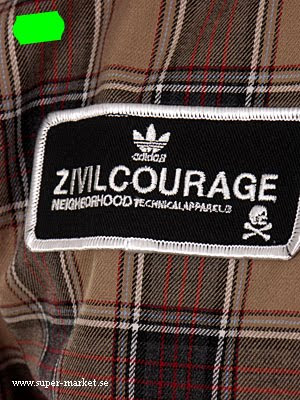 adidas
ZIVILCOURAGE
NEIGHBORHOOD TECHNICAL APPAREL
www.super-market.se